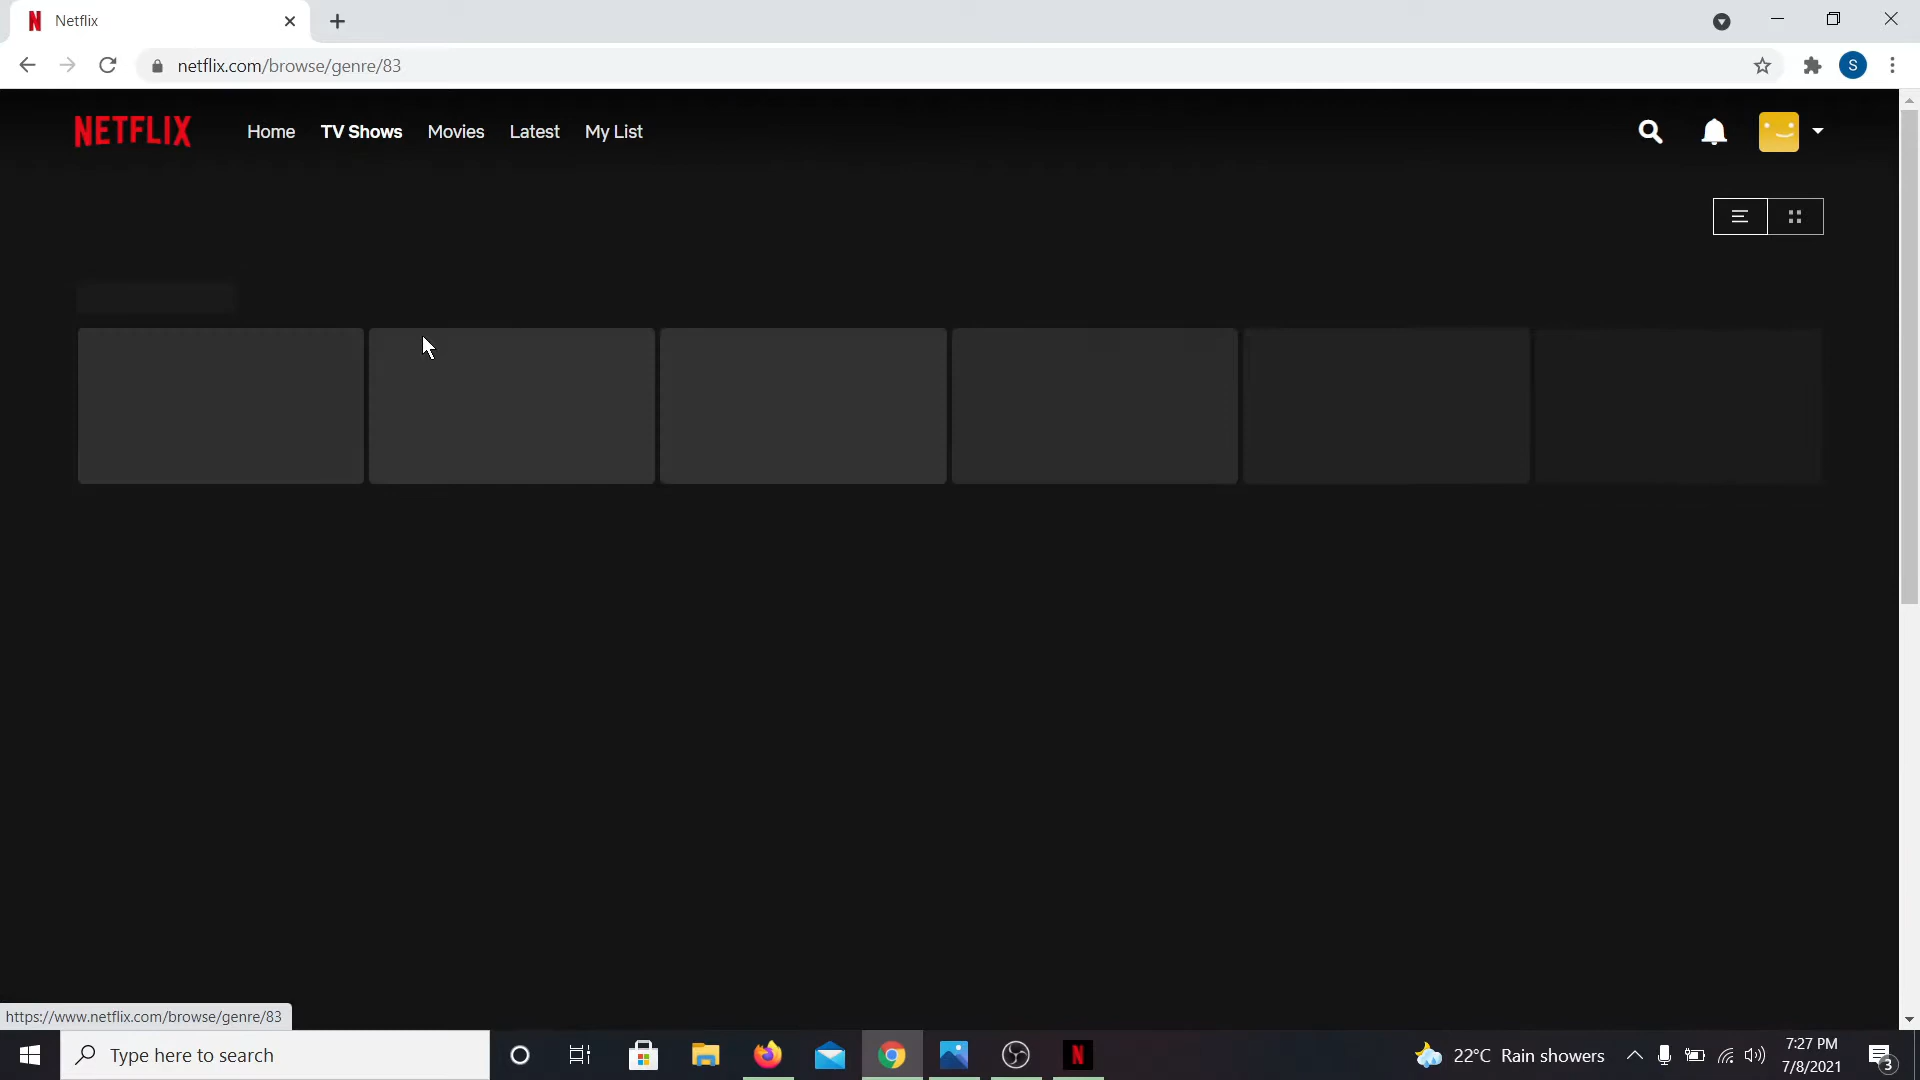 Netflix
netflix.com/browse/genre/83
S
NETFLIX Home TV Shows Movies Latest My List
https://www.netflix.com/browse/genre/83
Type here to search
N
22°C Rain showers
7:27 PM
7/8/2021
3